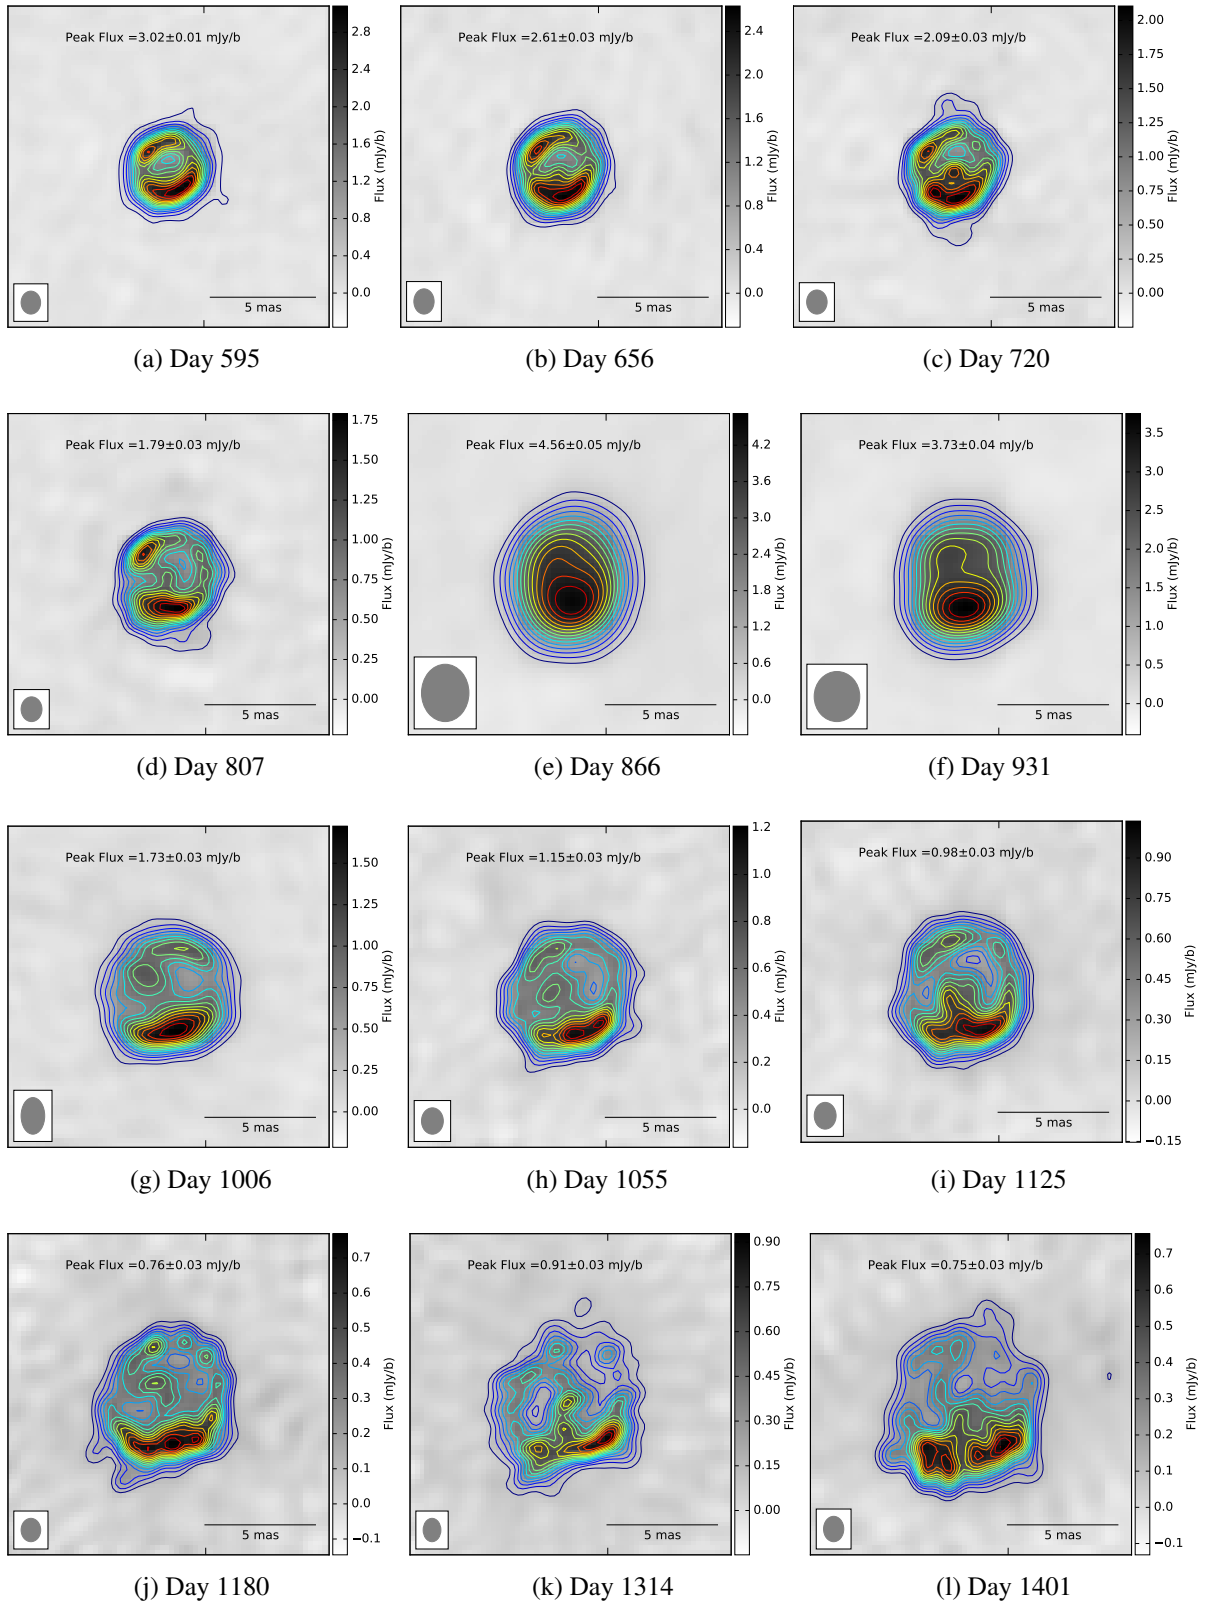 Peak Flux =3.02±0.01 mJy/b
2.8
2.4
2.0
1.6
1.2
0.8
0.4
0.0
Flux (mJy/b)
5 mas
(a) Day 595
Peak Flux =2.61±0.03 mJy/b
2.4
2.0
1.6
1.2
0.8
0.4
0.0
Flux (mJy/b)
5 mas
(b) Day 656
Peak Flux =2.09±0.03 mJy/b
2.00
1.75
1.50
1.25
1.00
0.75
0.50
0.25
0.00
Flux (mJy/b)
5 mas
(c) Day 720
Peak Flux =1.79±0.03 mJy/b
1.75
1.50
1.25
1.00
0.75
0.50
0.25
0.00
Flux (mJy/b)
5 mas
(d) Day 807
Peak Flux =4.56±0.05 mJy/b
4.2
3.6
3.0
2.4
1.8
1.2
0.6
0.0
Flux (mJy/b)
5 mas
(e) Day 866
Peak Flux =3.73±0.04 mJy/b
3.5
3.0
2.5
2.0
1.5
1.0
0.5
0.0
Flux (mJy/b)
5 mas
(f) Day 931
Peak Flux =1.73±0.03 mJy/b
1.50
1.00
0.50
0.00
Flux (mJy/b)
5 mas
(g) Day 1006
Peak Flux =1.15±0.03 mJy/b
1.2
1.0
0.8
0.6
0.4
0.2
0.0
Flux (mJy/b)
5 mas
(h) Day 1055
Peak Flux =0.98±0.03 mJy/b
0.90
0.75
0.60
0.45
0.30
0.15
0.00
−0.15
Flux (mJy/b)
5 mas
(i) Day 1125
Peak Flux =0.76±0.03 mJy/b
0.7
0.6
0.5
0.4
0.3
0.2
0.1
0.0
−0.1
Flux (mJy/b)
5 mas
(j) Day 1180
Peak Flux =0.91±0.03 mJy/b
0.90
0.75
0.60
0.45
0.30
0.15
0.00
Flux (mJy/b)
5 mas
(k) Day 1314
Peak Flux =0.75±0.03 mJy/b
0.7
0.6
0.5
0.4
0.3
0.2
0.1
0.0
−0.1
Flux (mJy/b)
5 mas
(l) Day 1401